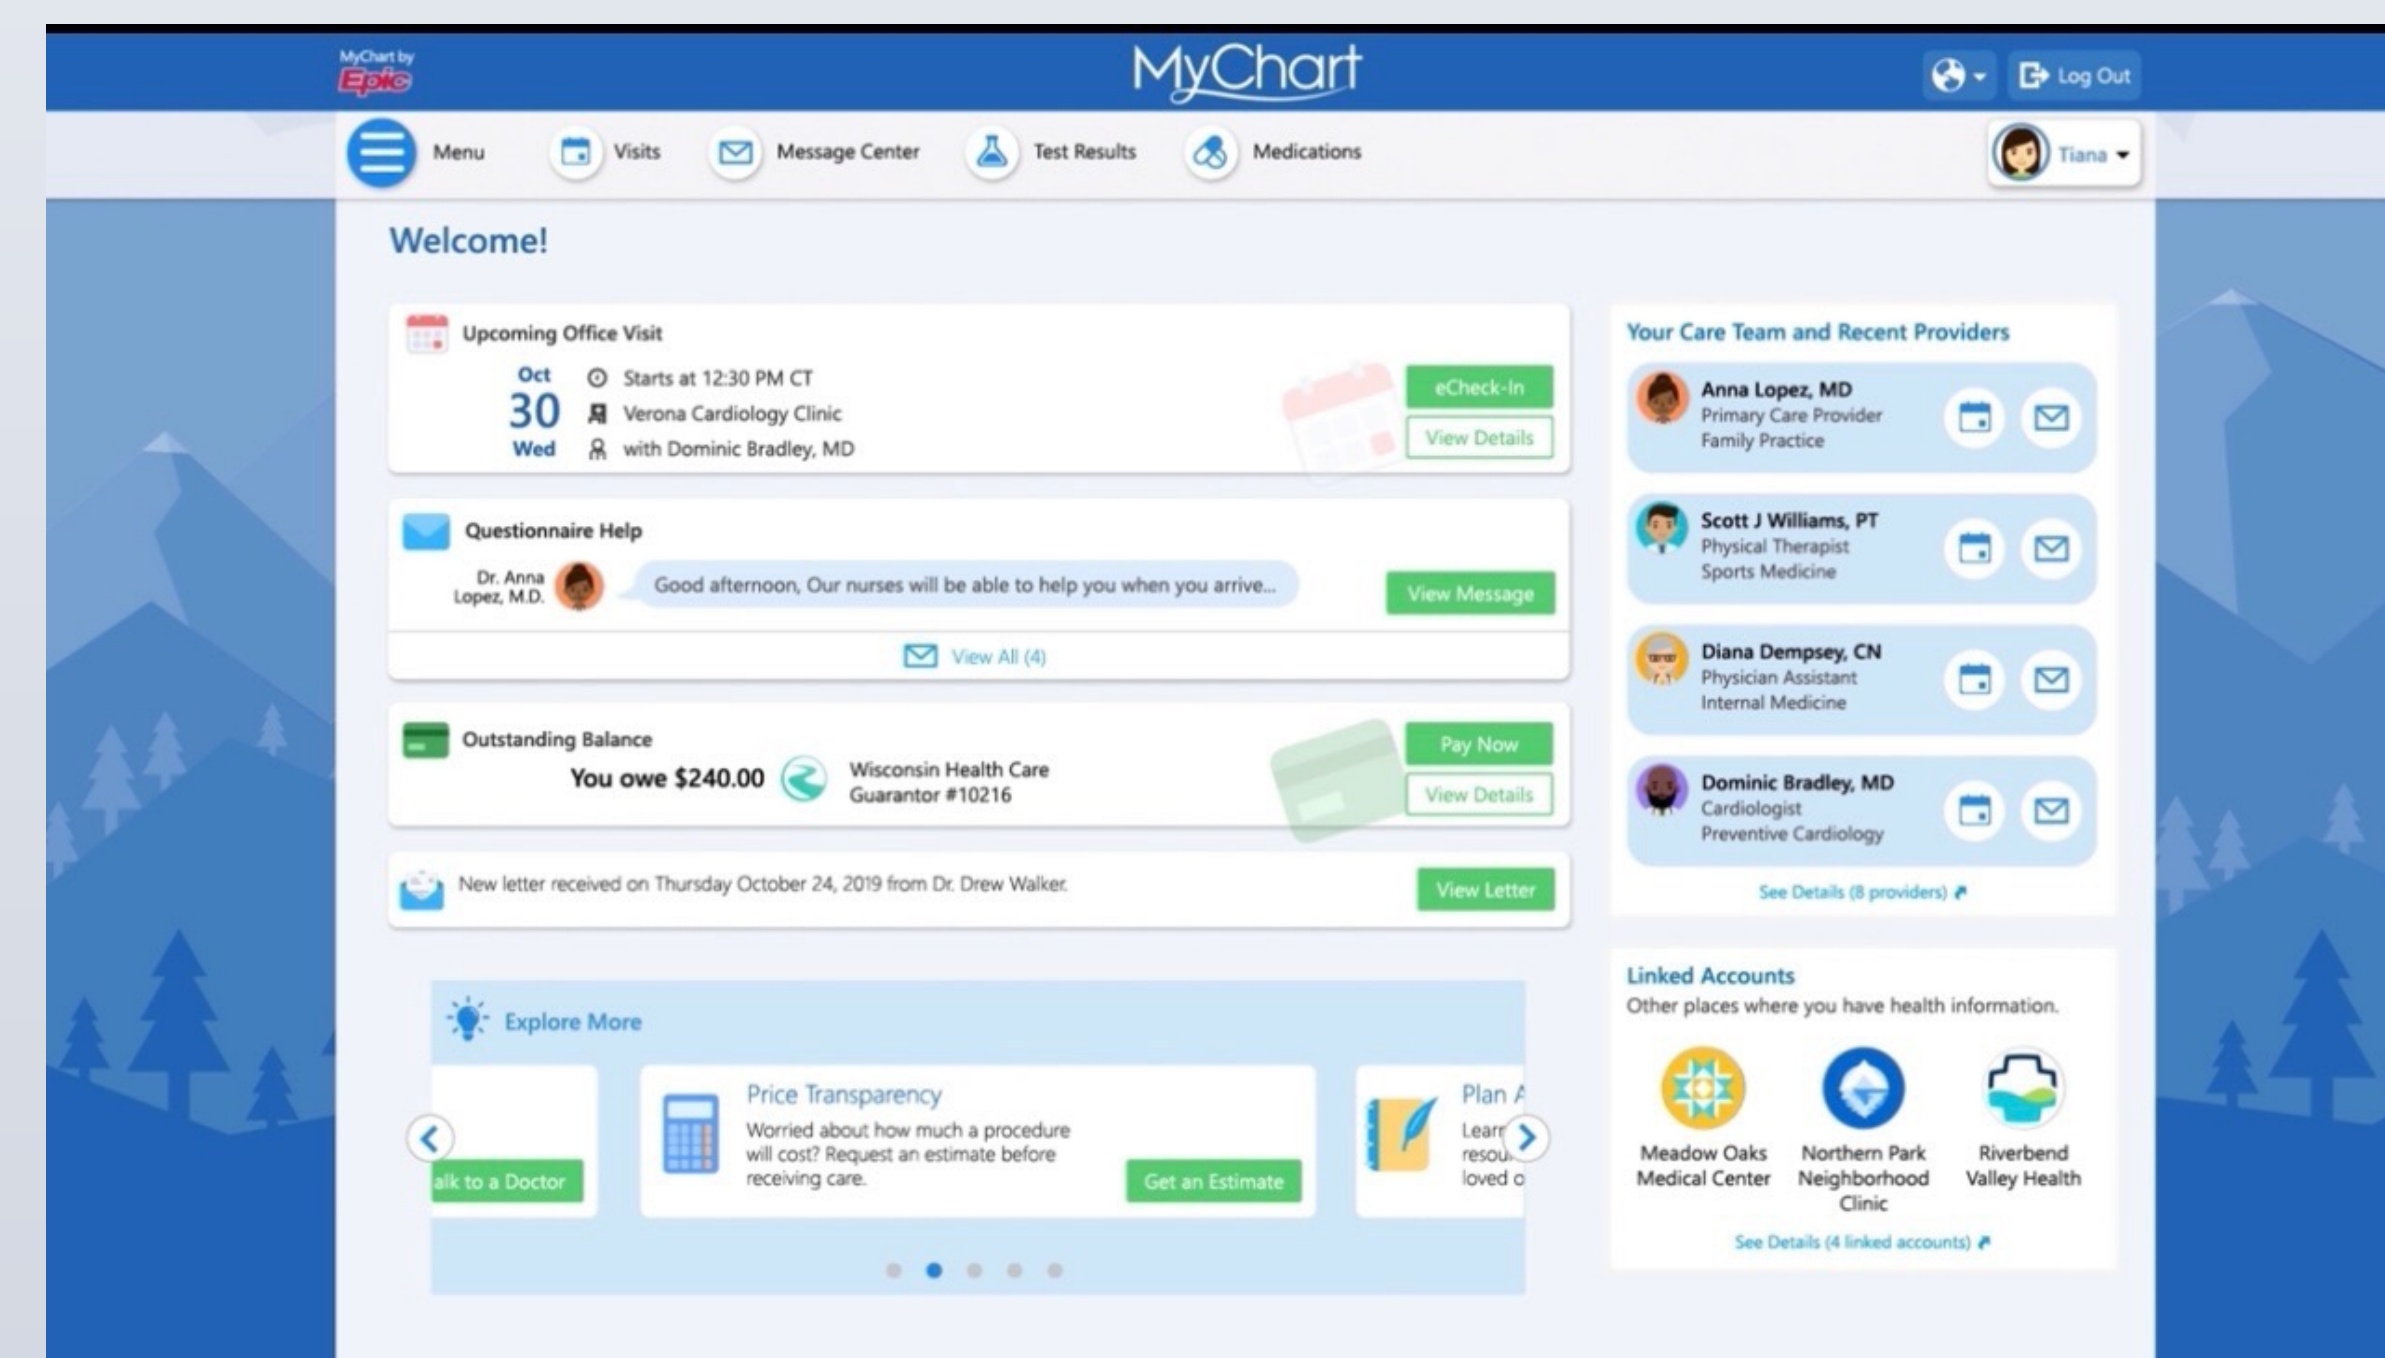 MyChart by
Epic
MyChart
Log Out
Menu
Visits
Message Center
Test Results
Medications
Tiana
Welcome!
Upcoming Office Visit
Oct
30
Wed
Starts at 12:30 PM CT
Verona Cardiology Clinic
with Dominic Bradley, MD
eCheck-In
View Details
Questionnaire Help
Dr. Anna
Lopez, M.D.
Good afternoon, Our nurses will be able to help you when you arrive...
View Message
View All (4)
Outstanding Balance
You owe $240.00
Wisconsin Health Care
Guarantor #10216
Pay Now
View Details
New letter received on Thursday October 24, 2019 from Dr. Drew Walker.
View Letter
Explore More
alk to a Doctor
Price Transparency
Worried about how much a procedure
will cost? Request an estimate before
receiving care.
Get an Estimate
Plan
Lear
resou
loved o
Your Care Team and Recent Providers
Anna Lopez, MD
Primary Care Provider
Family Practice
Scott J Williams, PT
Physical Therapist
Sports Medicine
Diana Dempsey, CN
Physician Assistant
Internal Medicine
Dominic Bradley, MD
Cardiologist
Preventive Cardiology
See Details (8 providers)
Linked Accounts
Other places where you have health information.
Meadow Oaks
Medical Center
Northern Park
Neighborhood
Clinic
Riverbend
Valley Health
See Details (4 linked accounts)